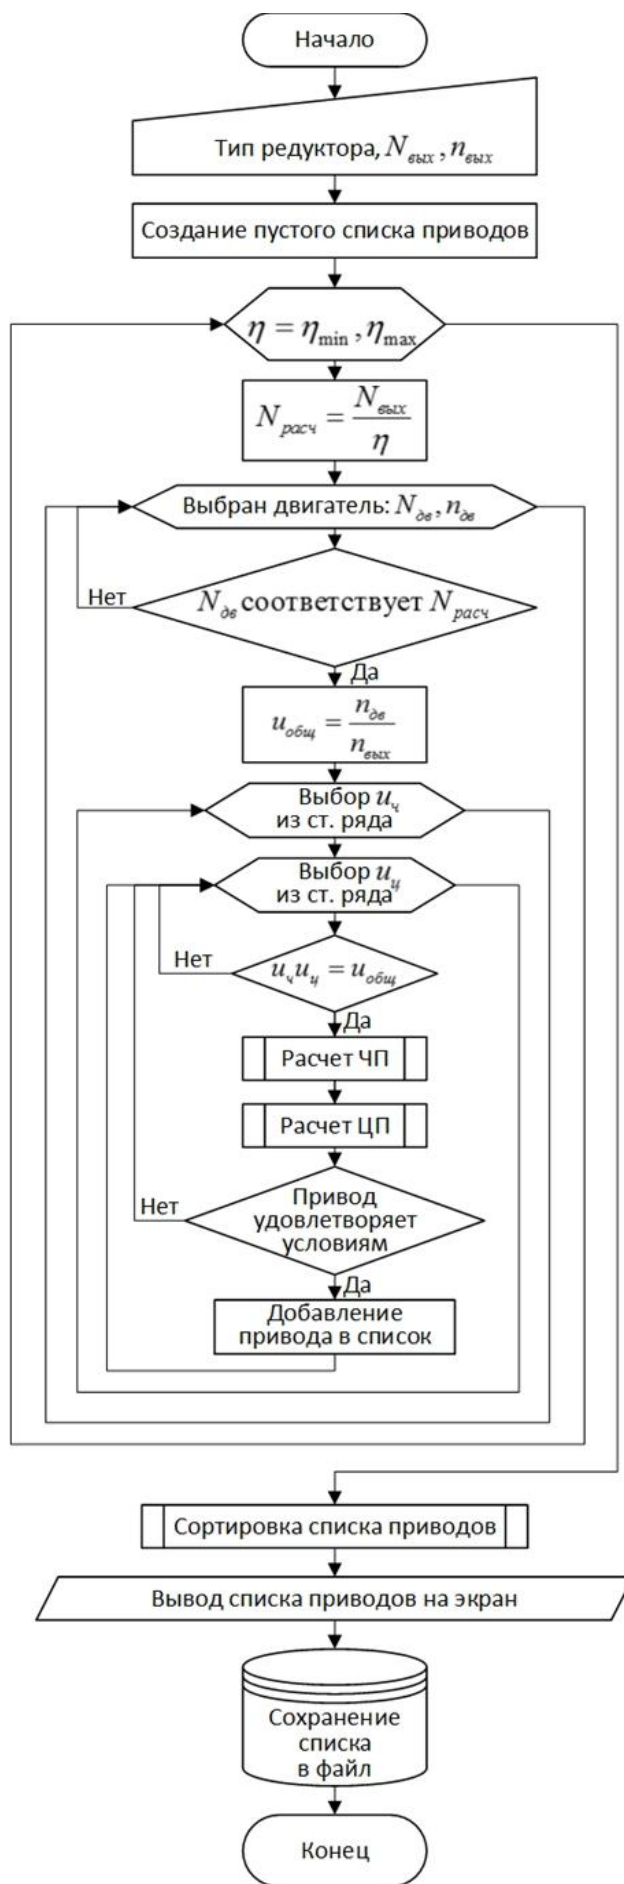 Начало
Тип редуктора, N_вых, n_вых
Создание пустого списка приводов
η = η_min, η_max
N_расч = N_вых / η
Выбран двигатель: N_дв, n_дв
Нет
N_дв соответствует N_расч
Да
u_общ = n_дв / n_вых
Выбор u_ч
из ст. ряда
Выбор u_ц
из ст. ряда
Нет
u_ч u_ц = u_общ
Да
Расчет ЧП
Расчет ЦП
Нет
Привод
удовлетворяет
условиям
Да
Добавление
привода в список
Сортировка списка приводов
Вывод списка приводов на экран
Сохранение
списка
в файл
Конец